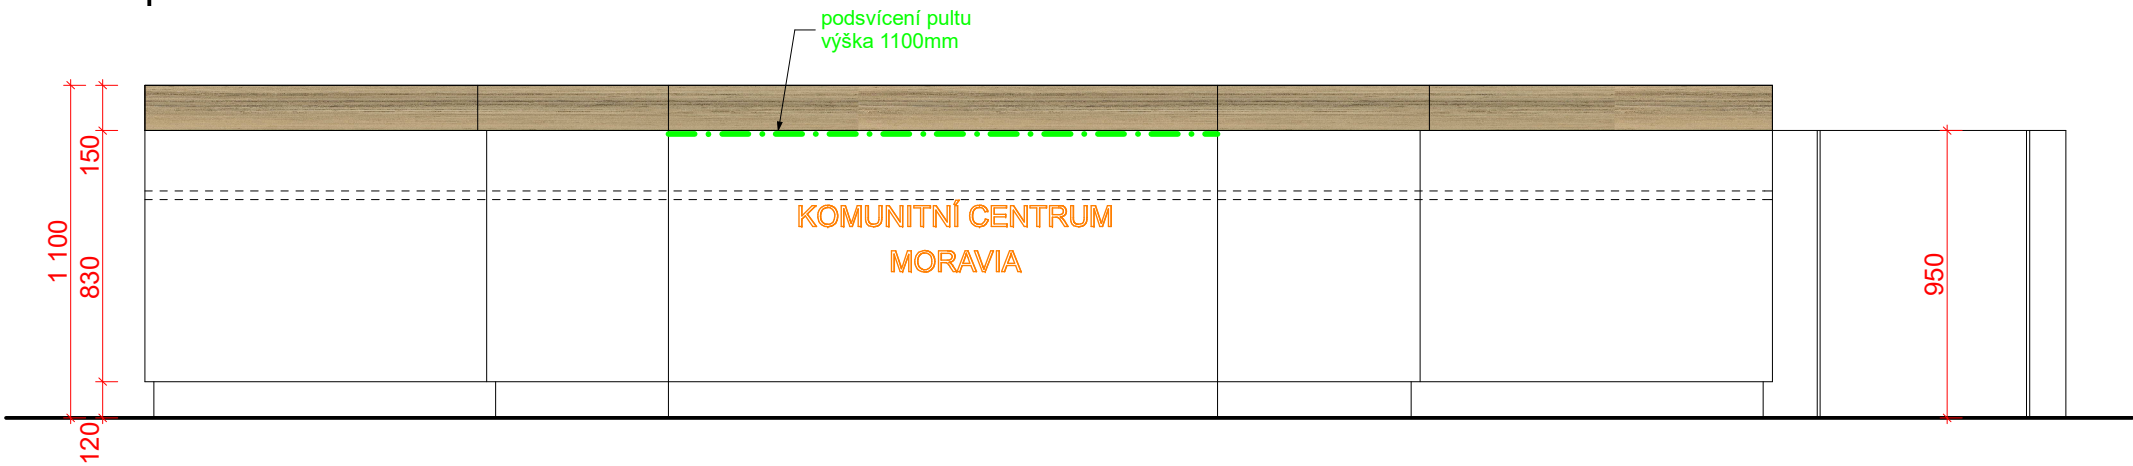 podsvícení pultu
výška 1100mm
150
1 100
830
120
KOMUNITNÍ CENTRUM
MORAVIA
950